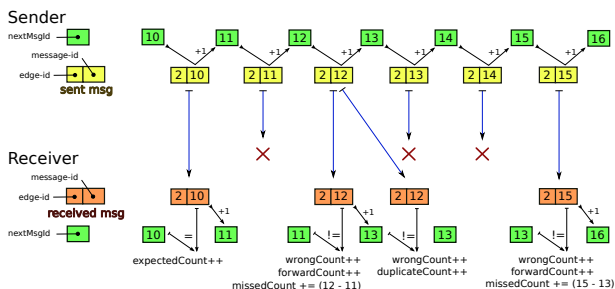 Sender
nextMsgId
10 11 12 13 14 15 16
+1 +1 +1 +1 +1 +1
message-id
edge-id
2 10 2 11 2 12 2 13 2 14 2 15
sent msg
Receiver
message-id
edge-id
2 10 2 12 2 12 2 15
received msg
+1 +1 +1
nextMsgId
10 = 11 11 != 13 13 != 13 13 != 16
expectedCount++
wrongCount++
forwardCount++
missedCount += (12 - 11)
wrongCount++
duplicateCount++
wrongCount++
forwardCount++
missedCount += (15 - 13)